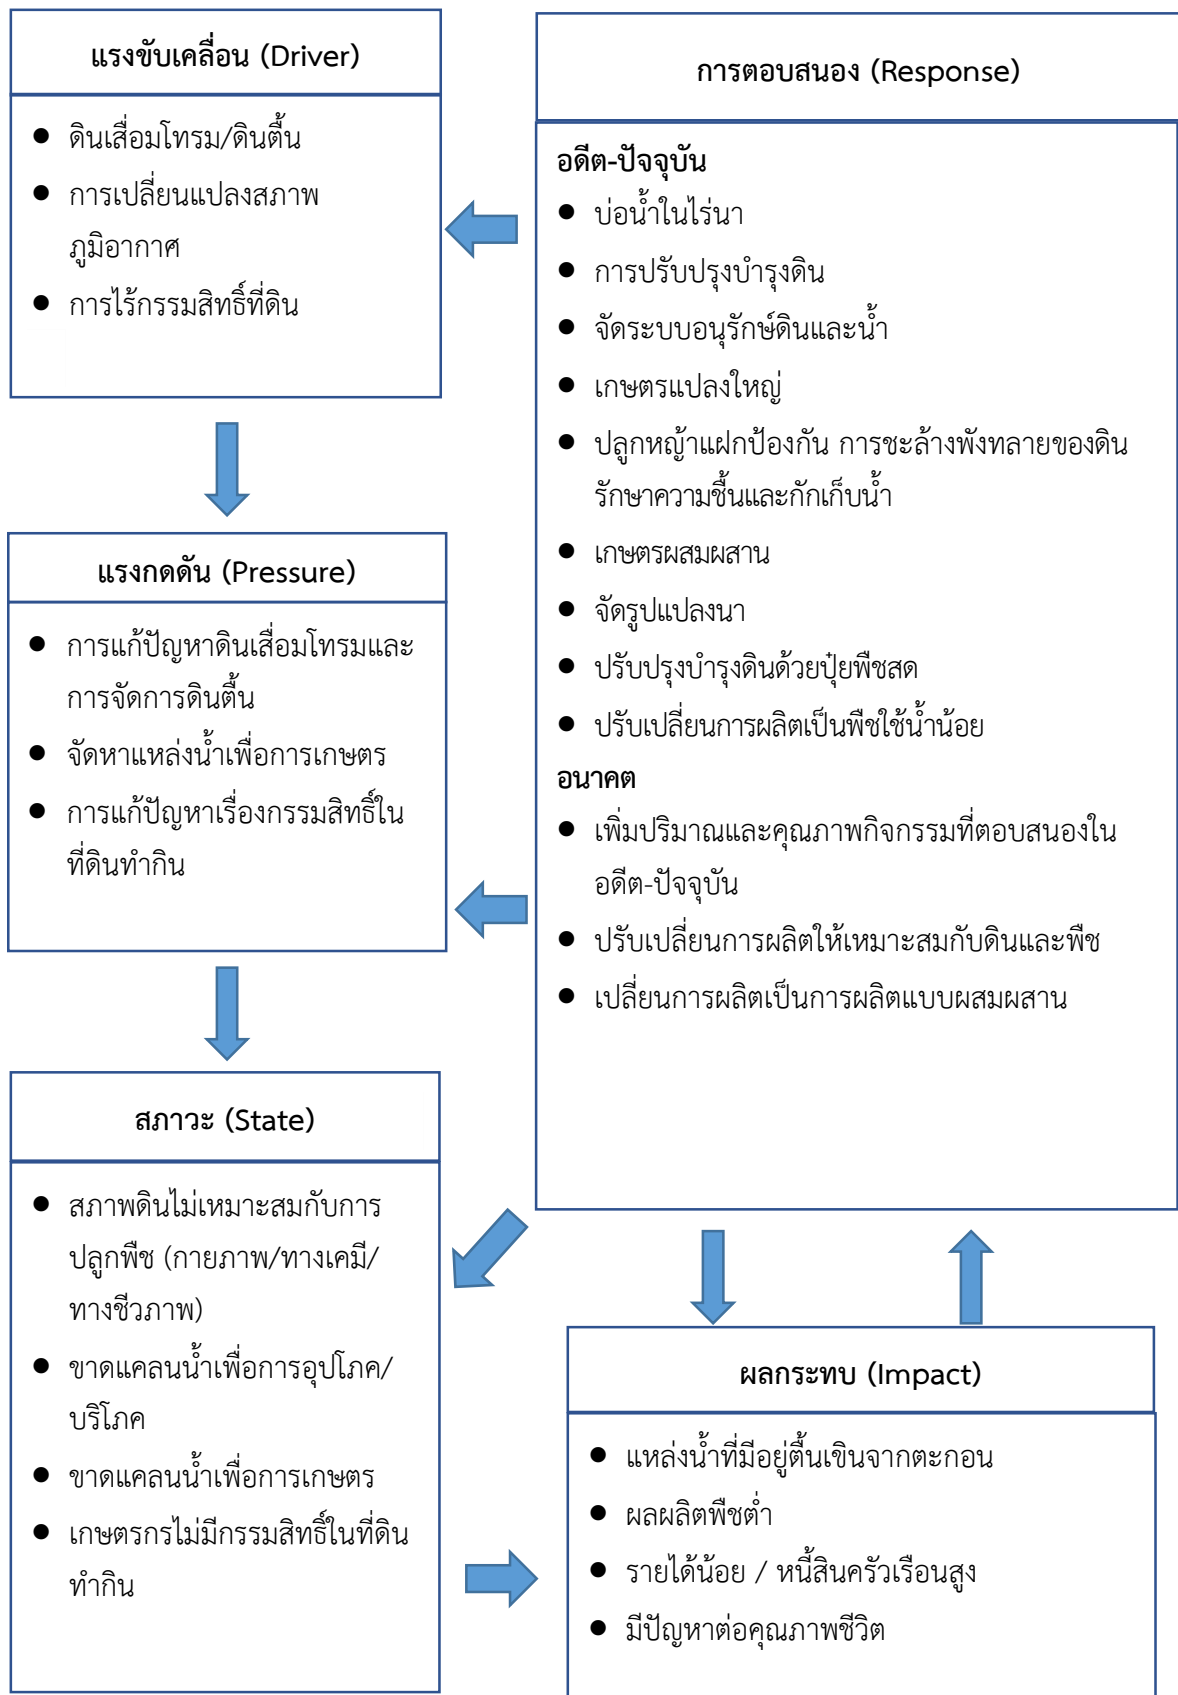 แรงขับเคลื่อน (Driver)
● ดินเสื่อมโทรม/ดินตื้น
● การเปลี่ยนแปลงสภาพ
ภูมิอากาศ
● การไร้กรรมสิทธิ์ที่ดิน
แรงกดดัน (Pressure)
● การแก้ปัญหาดินเสื่อมโทรมและ
การจัดการดินตื้น
● จัดหาแหล่งน้ำเพื่อการเกษตร
● การแก้ปัญหาเรื่องกรรมสิทธิ์ใน
ที่ดินทำกิน
สภาวะ (State)
● สภาพดินไม่เหมาะสมกับการ
ปลูกพืช (กายภาพ/ทางเคมี/
ทางชีวภาพ)
● ขาดแคลนน้ำเพื่อการอุปโภค/
บริโภค
● ขาดแคลนน้ำเพื่อการเกษตร
● เกษตรกรไม่มีกรรมสิทธิ์ในที่ดิน
ทำกิน
การตอบสนอง (Response)
อดีต-ปัจจุบัน
● บ่อน้ำในไร่นา
● การปรับปรุงบำรุงดิน
● จัดระบบอนุรักษ์ดินและน้ำ
● เกษตรแปลงใหญ่
● ปลูกหญ้าแฝกป้องกัน การชะล้างพังทลายของดิน
รักษาความชื้นและกักเก็บน้ำ
● เกษตรผสมผสาน
● จัดรูปแปลงนา
● ปรับปรุงบำรุงดินด้วยปุ๋ยพืชสด
● ปรับเปลี่ยนการผลิตเป็นพืชใช้น้ำน้อย
อนาคต
● เพิ่มปริมาณและคุณภาพกิจกรรมที่ตอบสนองใน
อดีต-ปัจจุบัน
● ปรับเปลี่ยนการผลิตให้เหมาะสมกับดินและพืช
● เปลี่ยนการผลิตเป็นการผลิตแบบผสมผสาน
ผลกระทบ (Impact)
● แหล่งน้ำที่มีอยู่ตื้นเขินจากตะกอน
● ผลผลิตพืชต่ำ
● รายได้น้อย / หนี้สินครัวเรือนสูง
● มีปัญหาต่อคุณภาพชีวิต